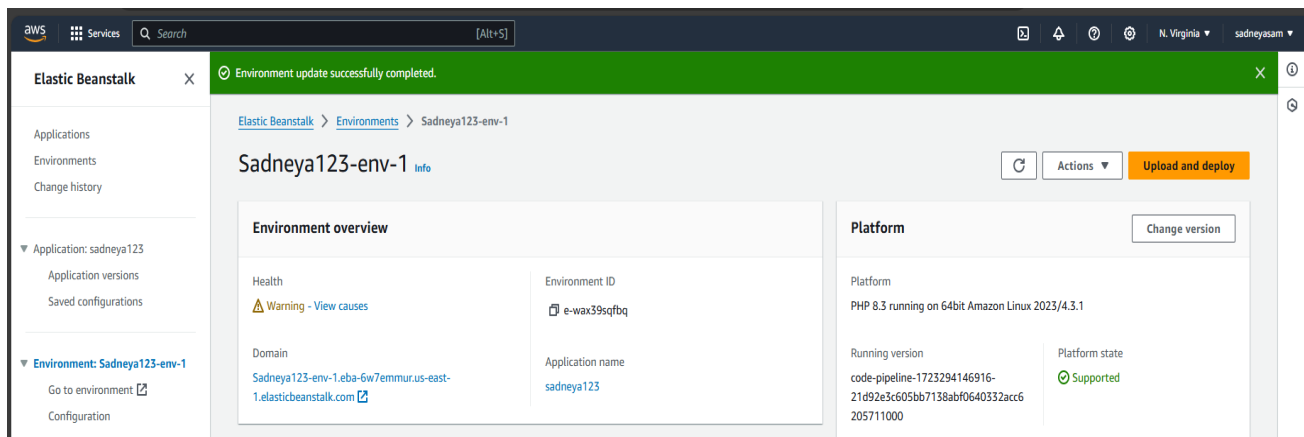 aws
Services
Search
[Alt+S]
N. Virginia ▼
sadneyasam ▼
Elastic Beanstalk
Applications
Environments
Change history
▼ Application: sadneya123
Application versions
Saved configurations
▼ Environment: Sadneya123-env-1
Go to environment
Configuration
Environment update successfully completed.
Elastic Beanstalk > Environments > Sadneya123-env-1
Sadneya123-env-1 Info
Actions ▼
Upload and deploy
Environment overview
Health
Warning - View causes
Domain
Sadneya123-env-1.eba-6w7emmur.us-east-
1.elasticbeanstalk.com
Environment ID
e-wax39sqfbq
Application name
sadneya123
Platform
Change version
Platform
PHP 8.3 running on 64bit Amazon Linux 2023/4.3.1
Running version
code-pipeline-1723294146916-
21d92e3c605bb7138abf0640332acc6
205711000
Platform state
Supported